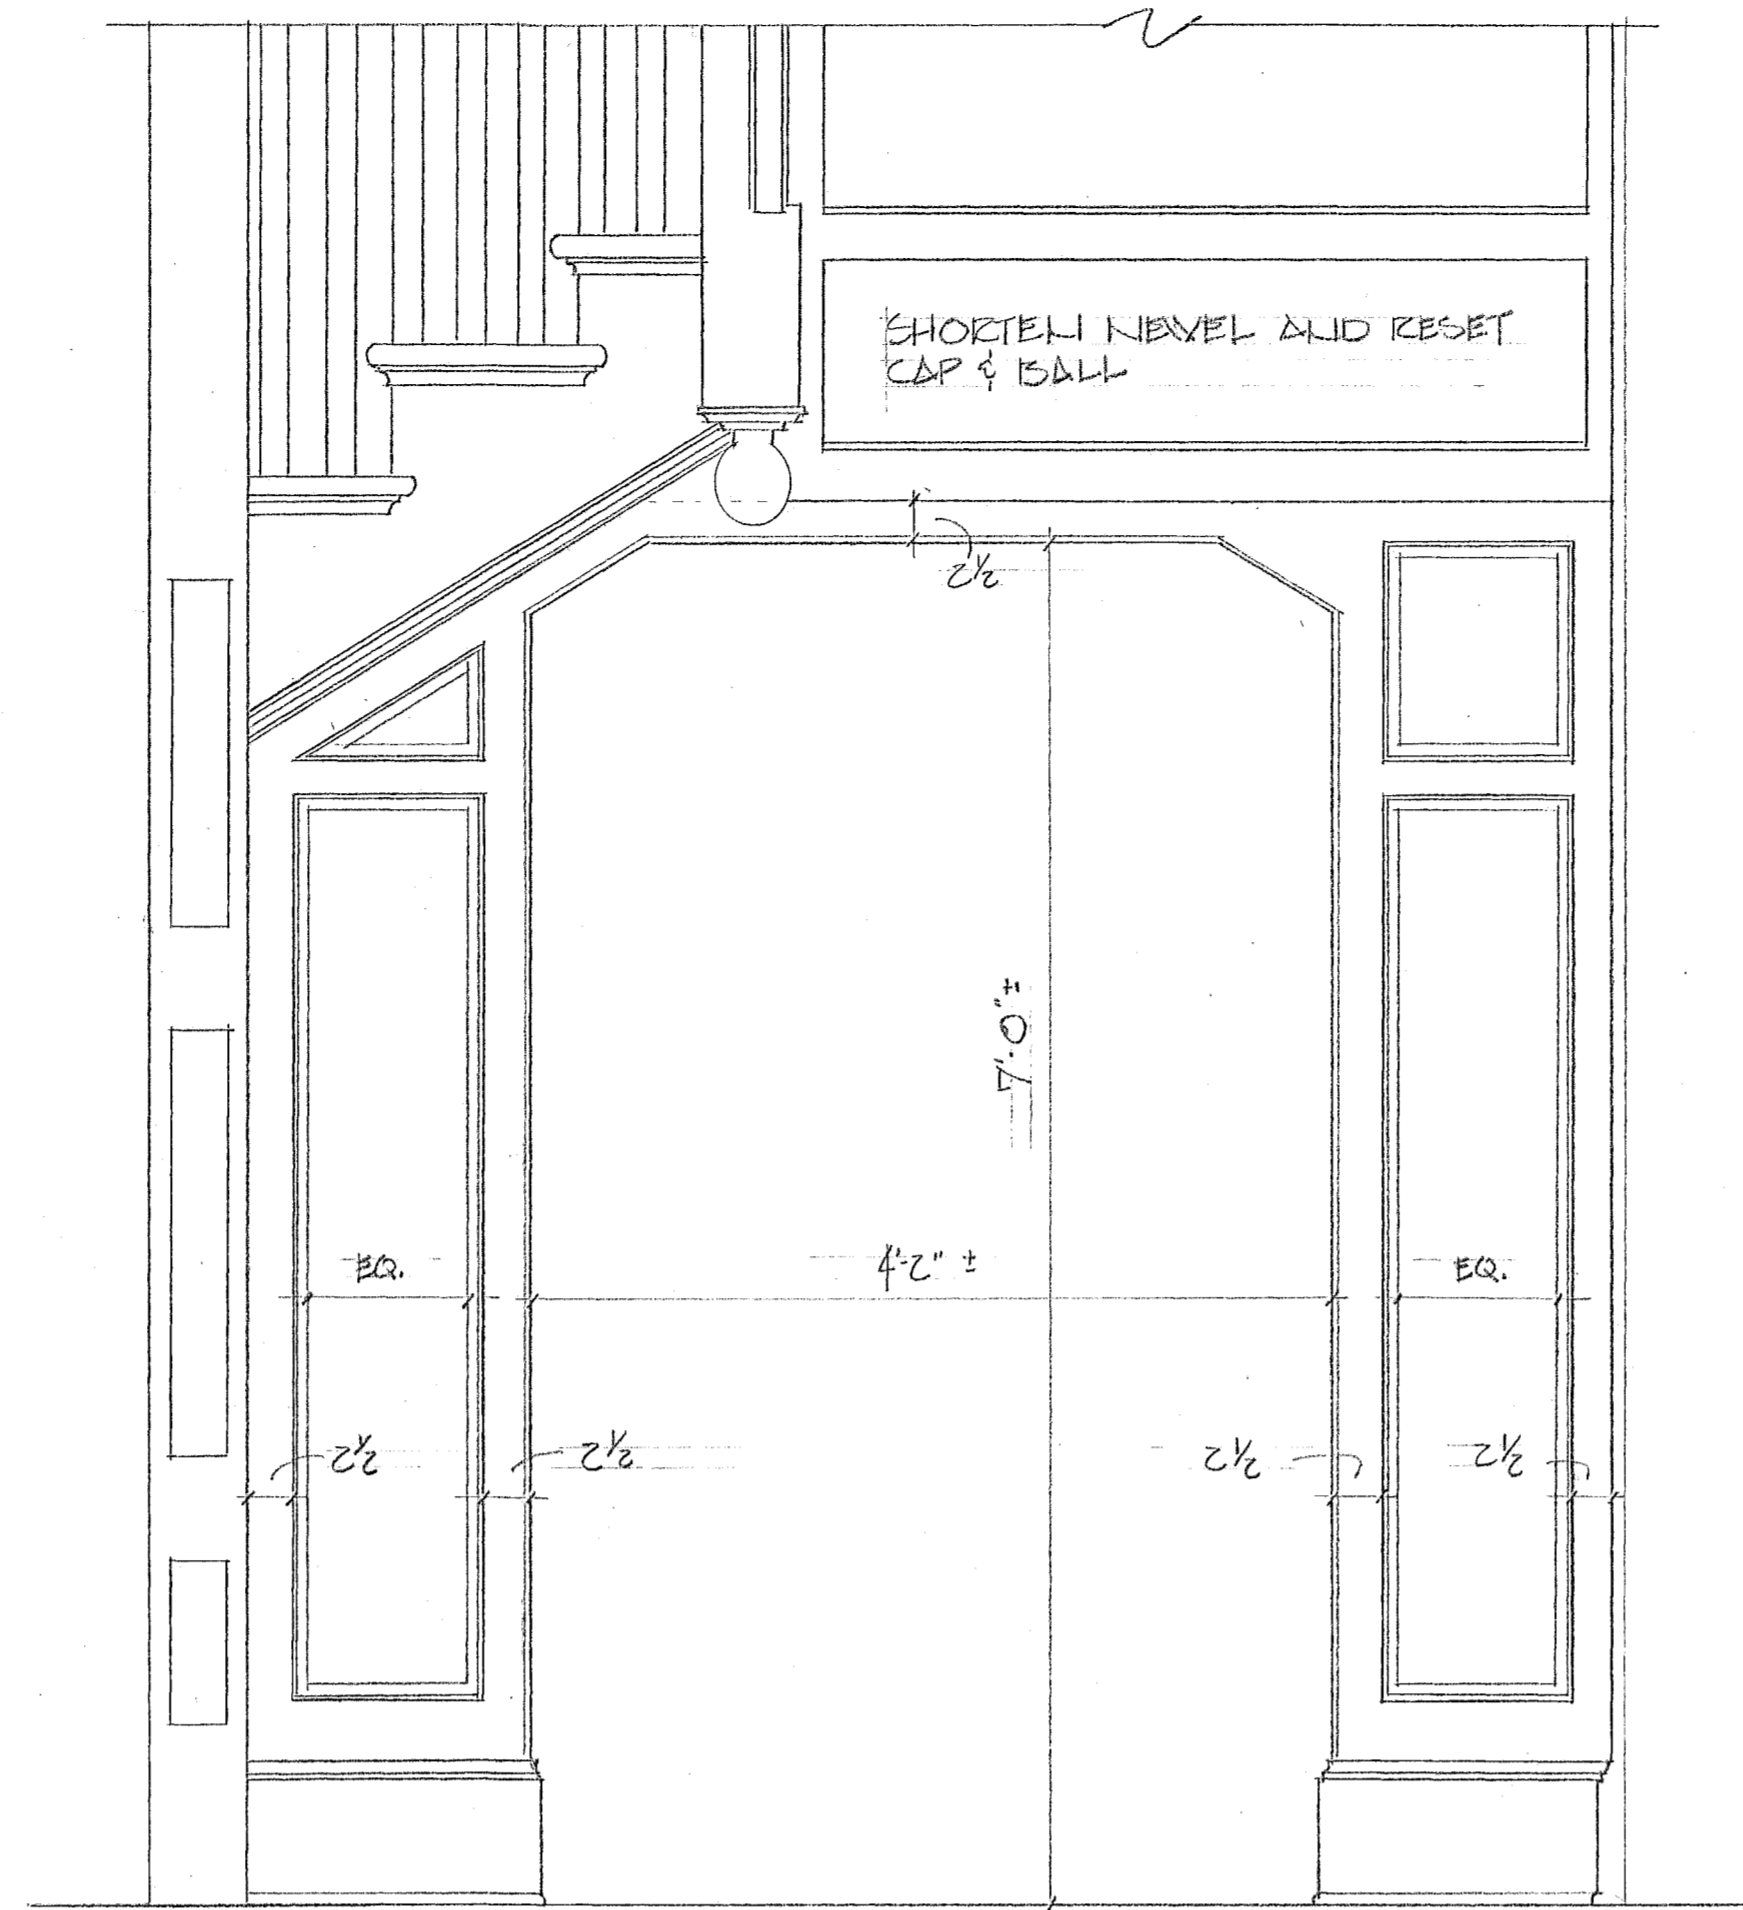 SHORTEN NEWEL AND RESET
CAP & BALL
2½
7'-0" ±
EQ.
4'-2" ±
EQ.
2½
2½
2½
2½